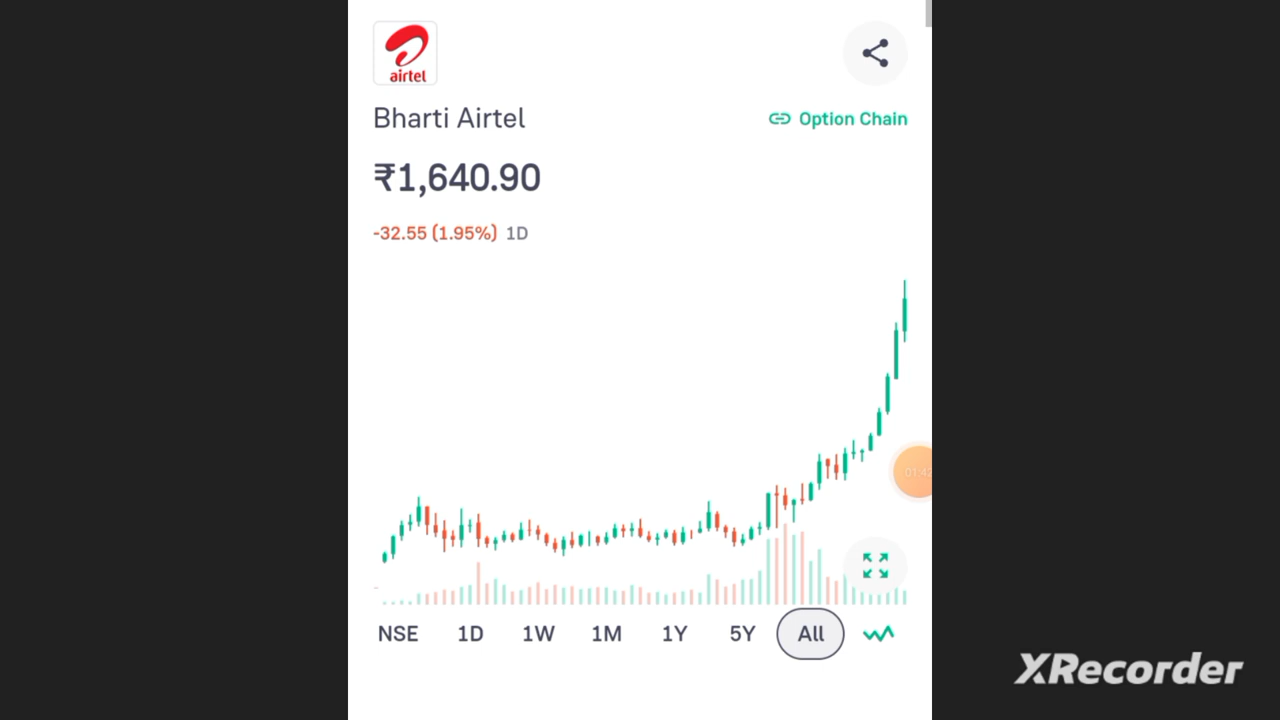 airtel
Bharti Airtel
Option Chain
₹1,640.90
-32.55 (1.95%) 1D
NSE 1D 1W 1M 1Y 5Y All
XRecorder